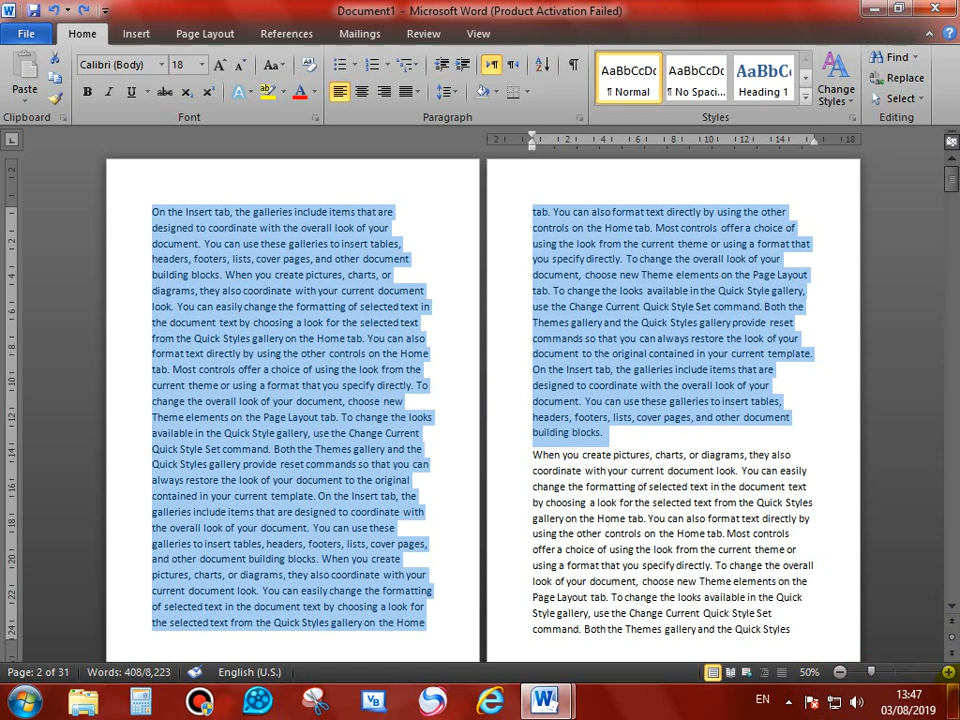 Document1 - Microsoft Word (Product Activation Failed)
File Home Insert Page Layout References Mailings Review View
Calibri (Body) 18
Paste
B I U abc X₂ X² A ab A
AaBbCcDc AaBbCcDc AaBbCc
¶ Normal ¶ No Spaci... Heading 1
Change
Styles
Find
Replace
Select
Clipboard Font Paragraph Styles Editing
2 2 4 6 8 10 12 14 18
On the Insert tab, the galleries include items that are
designed to coordinate with the overall look of your
document. You can use these galleries to insert tables,
headers, footers, lists, cover pages, and other document
building blocks. When you create pictures, charts, or
diagrams, they also coordinate with your current document
look. You can easily change the formatting of selected text in
the document text by choosing a look for the selected text
from the Quick Styles gallery on the Home tab. You can also
format text directly by using the other controls on the Home
tab. Most controls offer a choice of using the look from the
current theme or using a format that you specify directly. To
change the overall look of your document, choose new
Theme elements on the Page Layout tab. To change the looks
available in the Quick Style gallery, use the Change Current
Quick Style Set command. Both the Themes gallery and the
Quick Styles gallery provide reset commands so that you can
always restore the look of your document to the original
contained in your current template. On the Insert tab, the
galleries include items that are designed to coordinate with
the overall look of your document. You can use these
galleries to insert tables, headers, footers, lists, cover pages,
and other document building blocks. When you create
pictures, charts, or diagrams, they also coordinate with your
current document look. You can easily change the formatting
of selected text in the document text by choosing a look for
the selected text from the Quick Styles gallery on the Home
tab. You can also format text directly by using the other
controls on the Home tab. Most controls offer a choice of
using the look from the current theme or using a format that
you specify directly. To change the overall look of your
document, choose new Theme elements on the Page Layout
tab. To change the looks available in the Quick Style gallery,
use the Change Current Quick Style Set command. Both the
Themes gallery and the Quick Styles gallery provide reset
commands so that you can always restore the look of your
document to the original contained in your current template.
On the Insert tab, the galleries include items that are
designed to coordinate with the overall look of your
document. You can use these galleries to insert tables,
headers, footers, lists, cover pages, and other document
building blocks.
When you create pictures, charts, or diagrams, they also
coordinate with your current document look. You can easily
change the formatting of selected text in the document text
by choosing a look for the selected text from the Quick Styles
gallery on the Home tab. You can also format text directly by
using the other controls on the Home tab. Most controls
offer a choice of using the look from the current theme or
using a format that you specify directly. To change the overall
look of your document, choose new Theme elements on the
Page Layout tab. To change the looks available in the Quick
Style gallery, use the Change Current Quick Style Set
command. Both the Themes gallery and the Quick Styles
Page: 2 of 31 Words: 408/8,223 English (U.S.) 50%
EN
13:47
03/08/2019